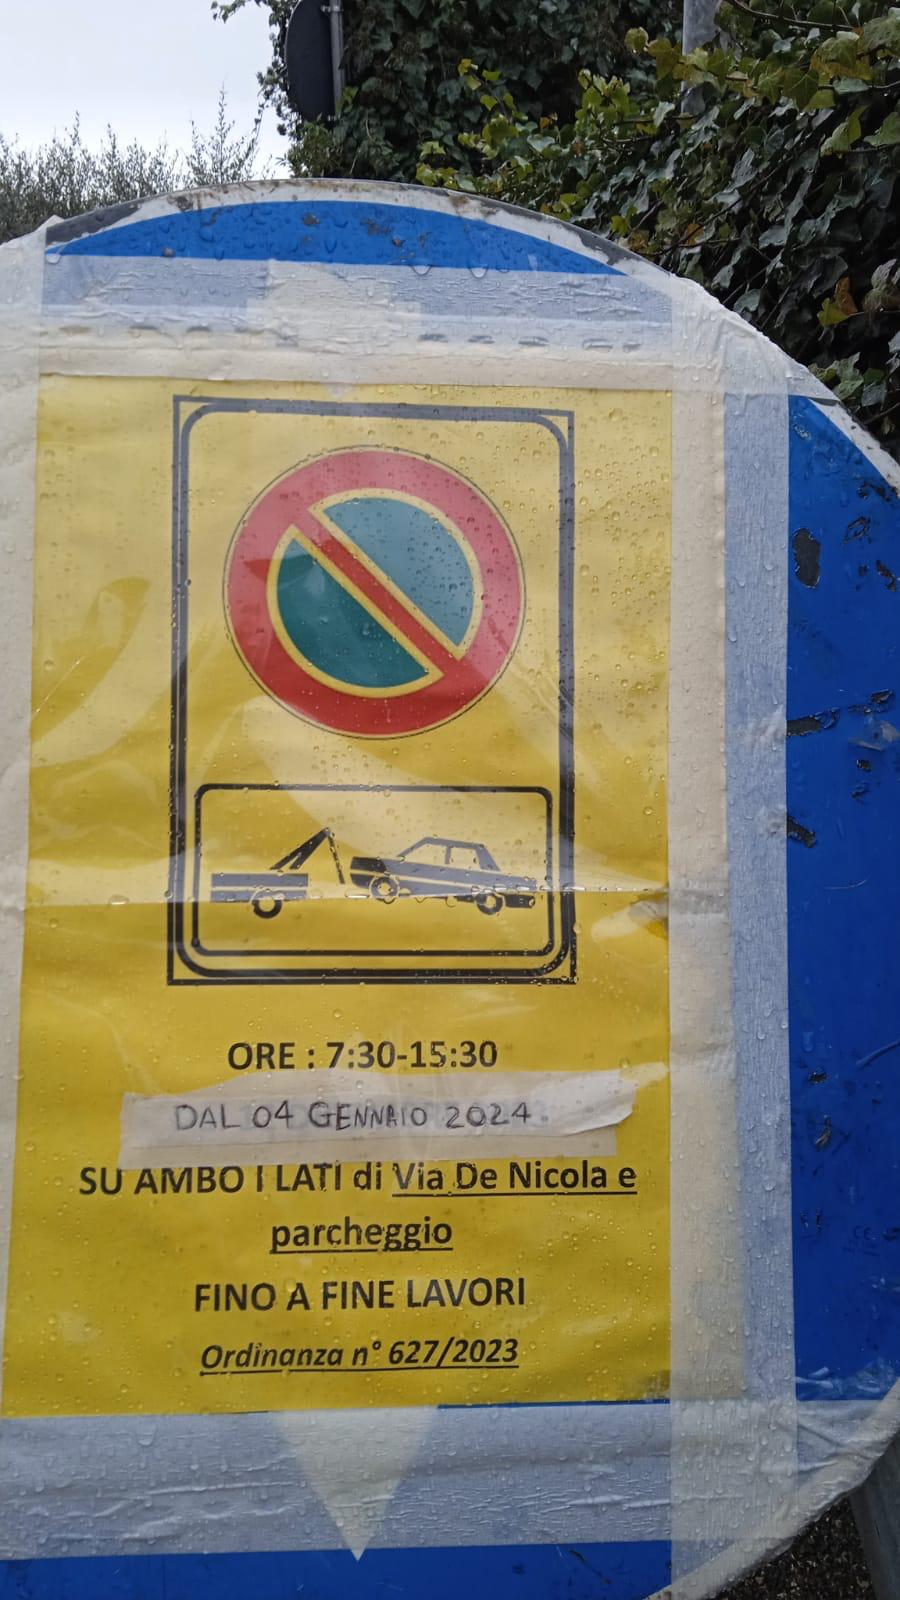 ORE : 7:30-15:30
DAL 04 GENNAIO 2024.
SU AMBO I LATI di Via De Nicola e
parcheggio
FINO A FINE LAVORI
Ordinanza n° 627/2023